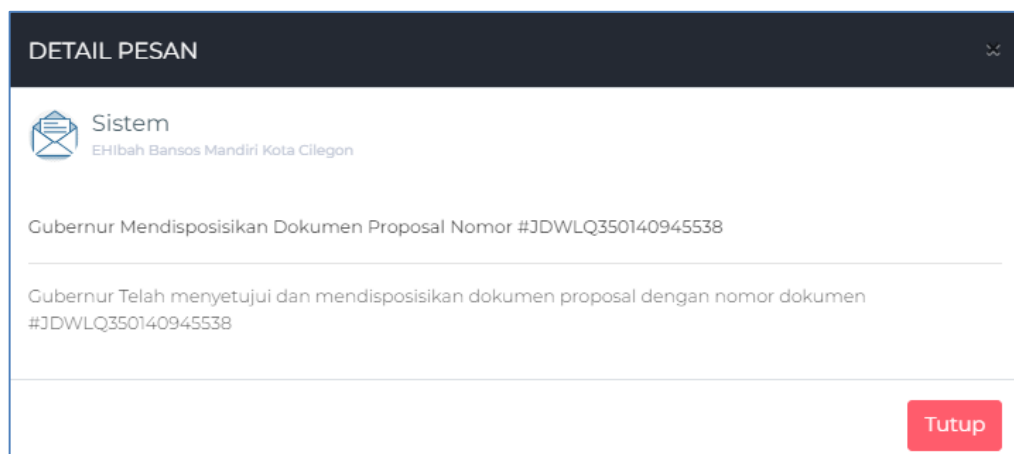 DETAIL PESAN
Sistem
EHIbah Bansos Mandiri Kota Cilegon
Gubernur Mendisposisikan Dokumen Proposal Nomor #JDWLQ350140945538
Gubernur Telah menyetujui dan mendisposisikan dokumen proposal dengan nomor dokumen
#JDWLQ350140945538
Tutup